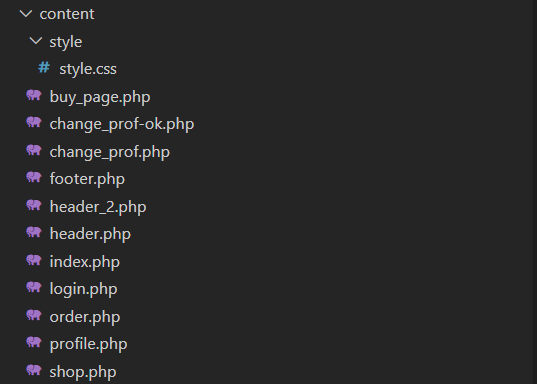 content
style
# style.css
buy_page.php
change_prof-ok.php
change_prof.php
footer.php
header_2.php
header.php
index.php
login.php
order.php
profile.php
shop.php